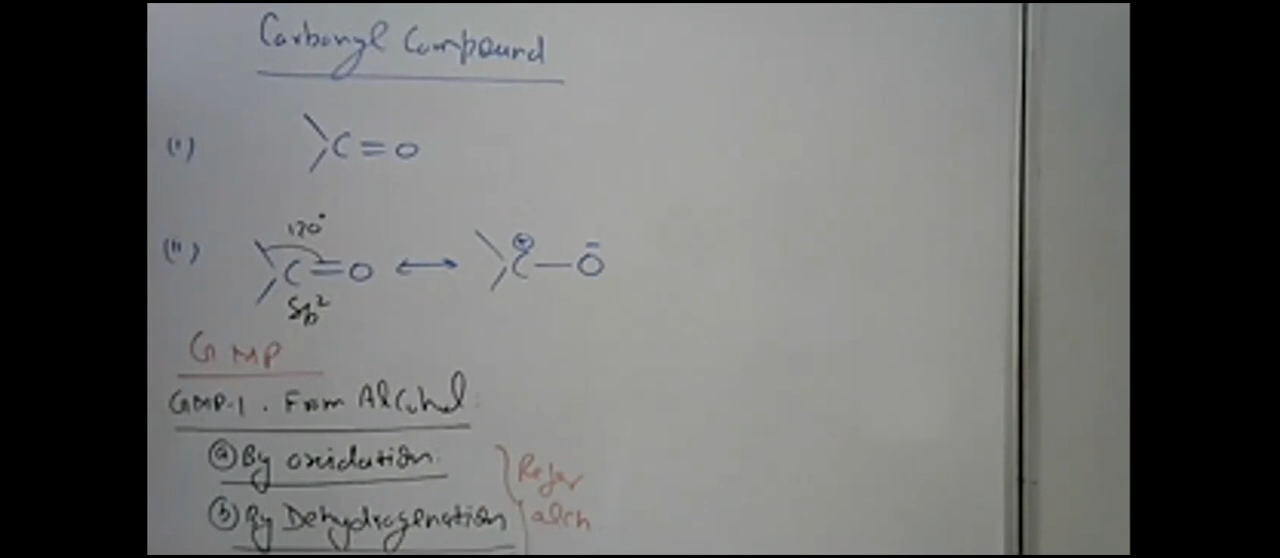 Carbonyl Compound
(i) >C=O
(ii) 120° >C=O ⟷ >C⊕—Ō
Sp²
GMP
GMP-1. From Alcohol.
(a) By oxidation.
(b) By Dehydrogenation
Refer
alch